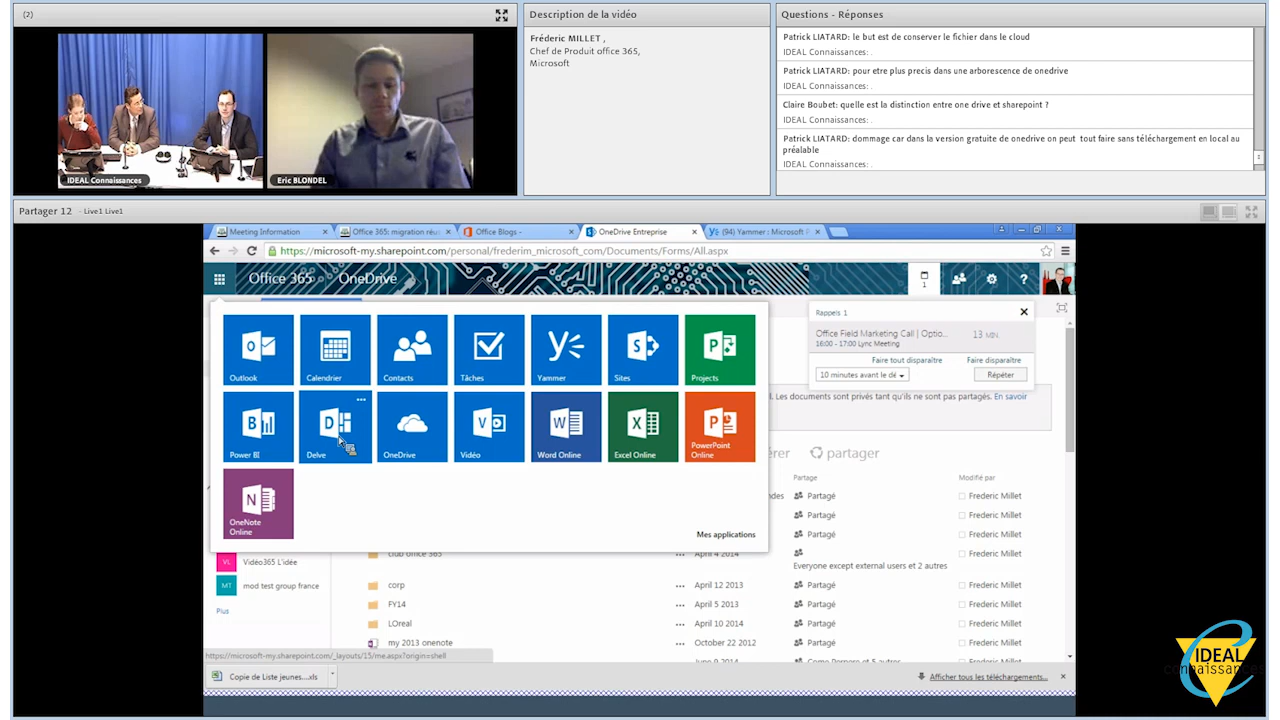 (2)
IDEAL Connaissances
Eric BLONDEL
Description de la vidéo
Fréderic MILLET ,
Chef de Produit office 365,
Microsoft
Questions - Réponses
Patrick LIATARD: le but est de conserver le fichier dans le cloud
IDEAL Connaissances: .
Patrick LIATARD: pour etre plus precis dans une arborescence de onedrive
IDEAL Connaissances: .
Claire Boubet: quelle est la distinction entre one drive et sharepoint ?
IDEAL Connaissances: .
Patrick LIATARD: dommage car dans la version gratuite de onedrive on peut tout faire sans téléchargement en local au
préalable
IDEAL Connaissances: .
Partager 12 - Live1 Live1
Meeting Information
Office 365: migration réus
Office Blogs -
OneDrive Entreprise
(94) Yammer : Microsoft F
https://microsoft-my.sharepoint.com/personal/frederim_microsoft_com/Documents/Forms/All.aspx
Office 365 OneDrive
1
?
Rappels 1
Office Field Marketing Call | Optio...
13 MIN.
16:00 - 17:00 Lync Meeting
Faire tout disparaître
Faire disparaître
10 minutes avant le dé
Répéter
Outlook
Calendrier
Contacts
Tâches
Yammer
Sites
Projects
Power BI
Delve
OneDrive
Vidéo
Word Online
Excel Online
PowerPoint
Online
OneNote
Online
Mes applications
l. Les documents sont privés tant qu'ils ne sont pas partagés. En savoir
érer
partager
Partage
Modifié par
Partagé
Frederic Millet
Partagé
Frederic Millet
Partagé
Frederic Millet
club office 365
April 4 2014
Frederic Millet
Everyone except external users et 2 autres
corp
April 12 2013
Partagé
Frederic Millet
FY14
April 5 2013
Partagé
Frederic Millet
LOreal
April 10 2014
Partagé
Frederic Millet
my 2013 onenote
October 22 2012
Partagé
Frederic Millet
VL Vidéo365 L'idée
MT mod test group france
Plus
https://microsoft-my.sharepoint.com/_layouts/15/me.aspx?origin=shell
Copie de Liste jeunes....xls
Afficher tous les téléchargements...
IDEAL
connaissances